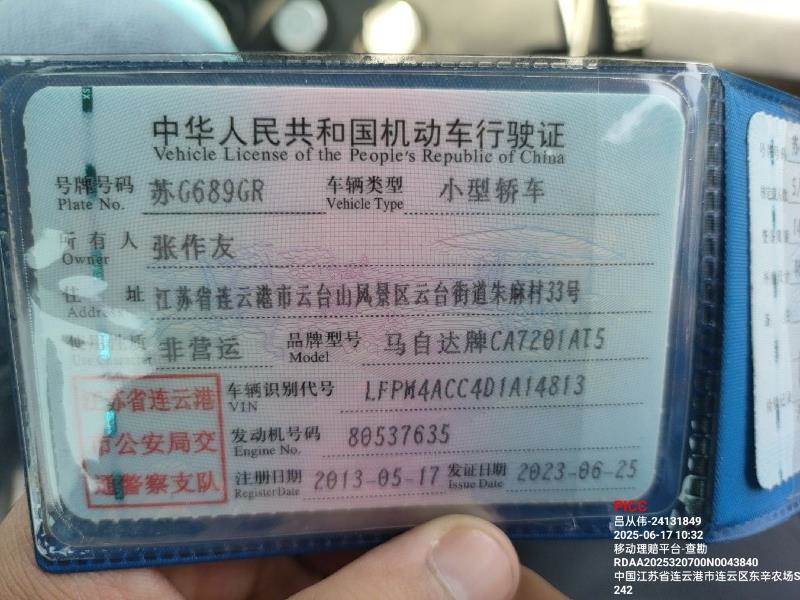 中华人民共和国机动车行驶证
Vehicle License of the People's Republic of China
号牌号码 苏G689GR 车辆类型 小型轿车
Plate No. Vehicle Type
所有人 张作友
Owner
住址 江苏省连云港市云台山风景区云台街道朱麻村33号
Address
使用性质 非营运 品牌型号 马自达牌CA7201AT5
Use Character Model
江苏省连云港
市公安局交
通警察支队
车辆识别代号 LFPM4ACC4D1A14813
VIN
发动机号码 80537635
Engine No.
注册日期 2013-05-17 发证日期 2023-06-25
Register Date Issue Date
PICC
吕从伟-24131849
2025-06-17 10:32
移动理赔平台-查勘
RDAA2025320700N0043840
中国江苏省连云港市连云区东辛农场S
242